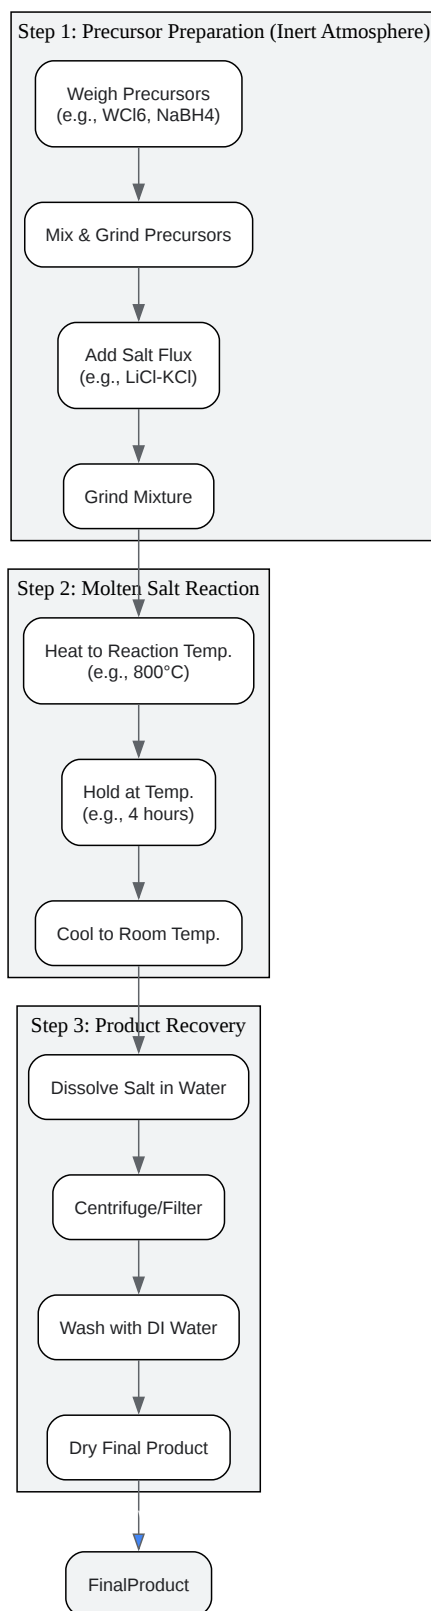 Step 1: Precursor Preparation (Inert Atmosphere)
Weigh Precursors
(e.g., WCl6, NaBH4)
Mix & Grind Precursors
Add Salt Flux
(e.g., LiCl-KCl)
Grind Mixture
Step 2: Molten Salt Reaction
Heat to Reaction Temp.
(e.g., 800°C)
Hold at Temp.
(e.g., 4 hours)
Cool to Room Temp.
Step 3: Product Recovery
Dissolve Salt in Water
Centrifuge/Filter
Wash with DI Water
Dry Final Product
FinalProduct